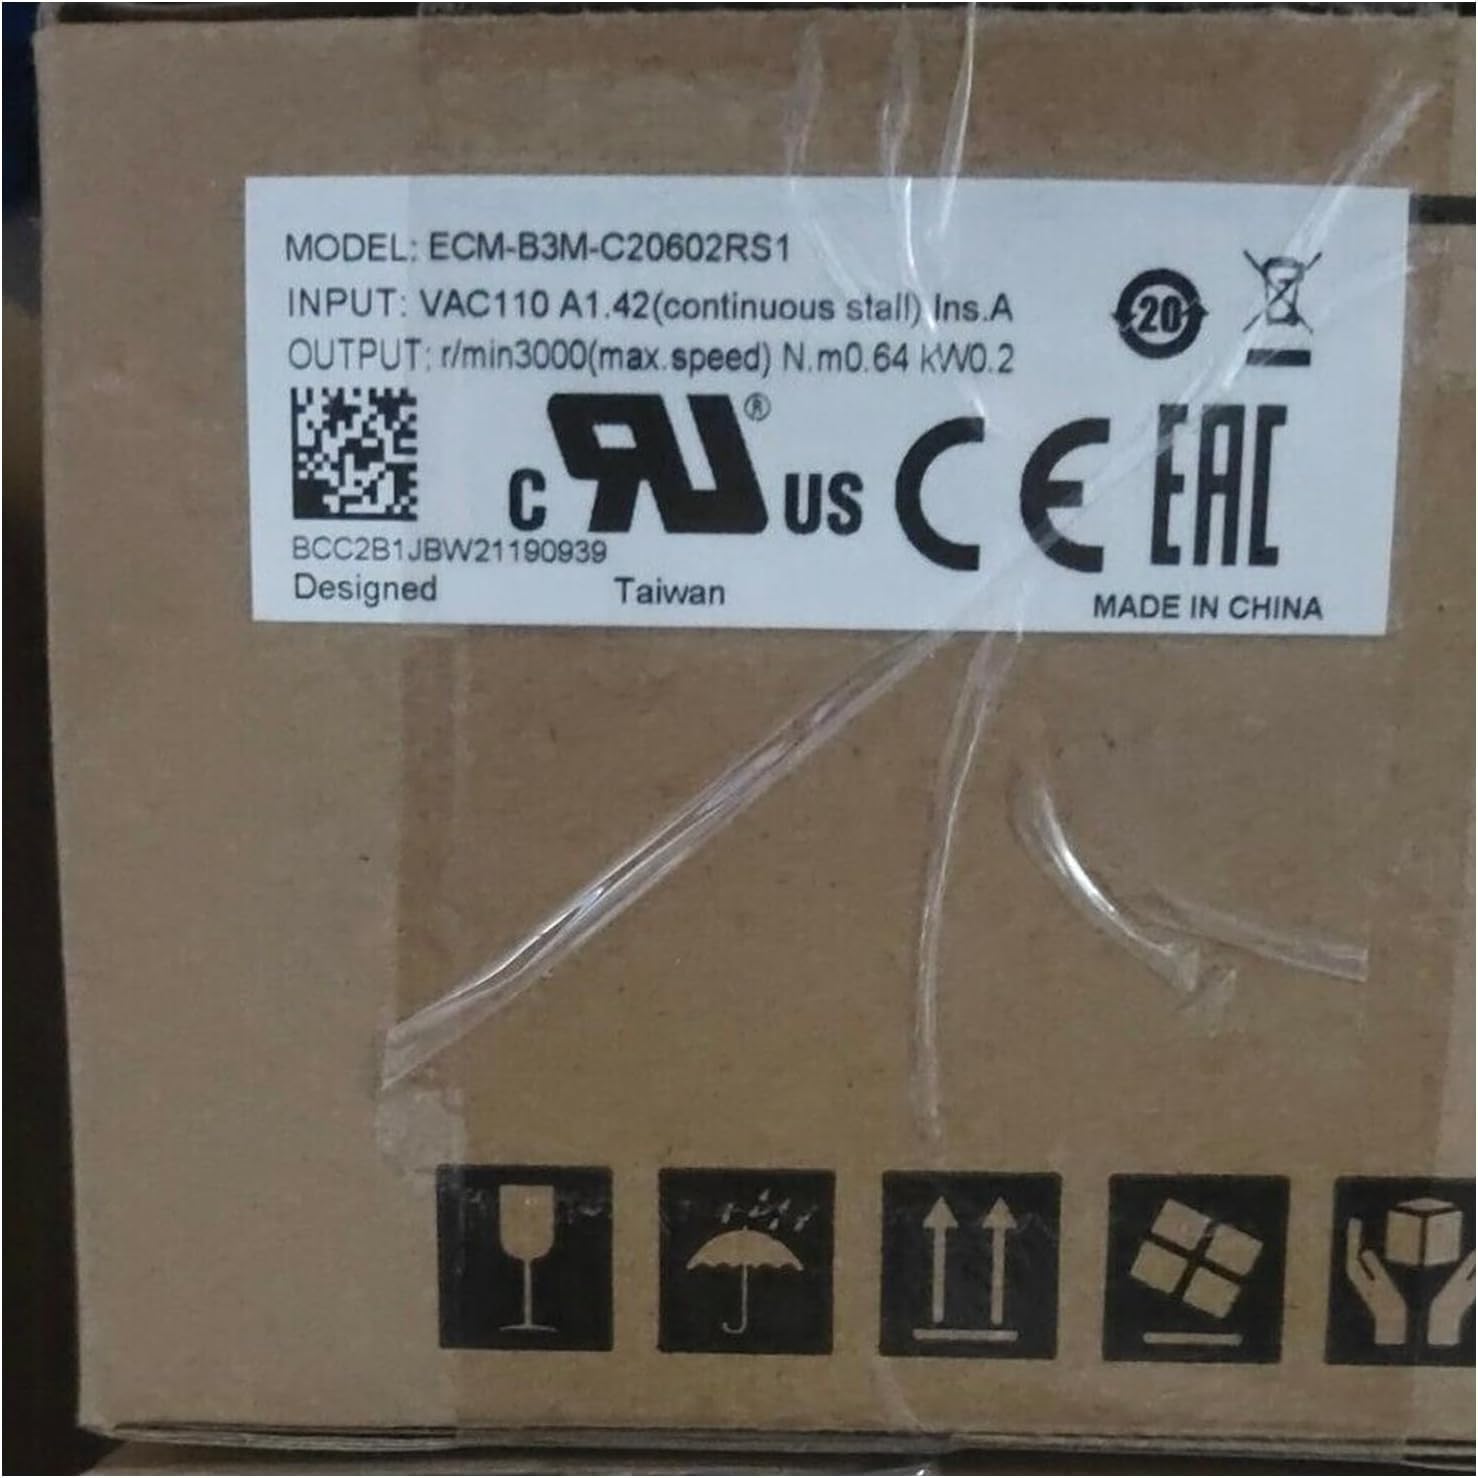 MODEL: ECM-B3M-C20602RS1
INPUT: VAC110 A1.42(continuous stall) Ins.A
OUTPUT: r/min3000(max.speed) N.m0.64 kW0.2
20
c RU® US CE EAC
BCC2B1JBW21190939
Designed Taiwan
MADE IN CHINA